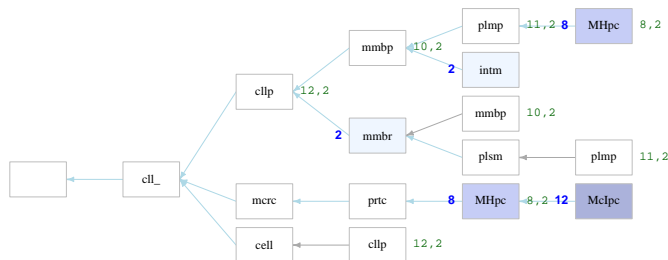 plmp 11,2 8 MHpc 8,2
mmbp 10,2
2 intm
cllp 12,2
mmbp 10,2
2 mmbr
plsm plmp 11,2
cll_
mcrc prtc 8 MHpc 8,2 12 McIpc
cell cllp 12,2